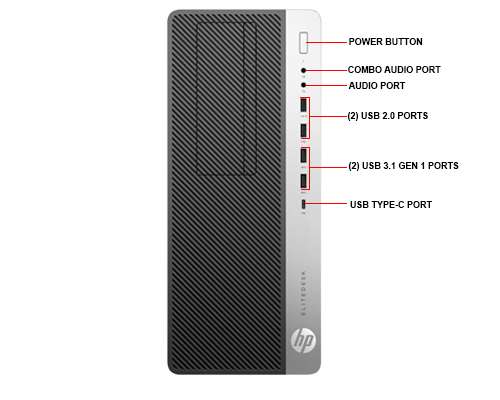 POWER BUTTON
COMBO AUDIO PORT
AUDIO PORT
(2) USB 2.0 PORTS
(2) USB 3.1 GEN 1 PORTS
USB TYPE-C PORT
ELITEDESK
hp